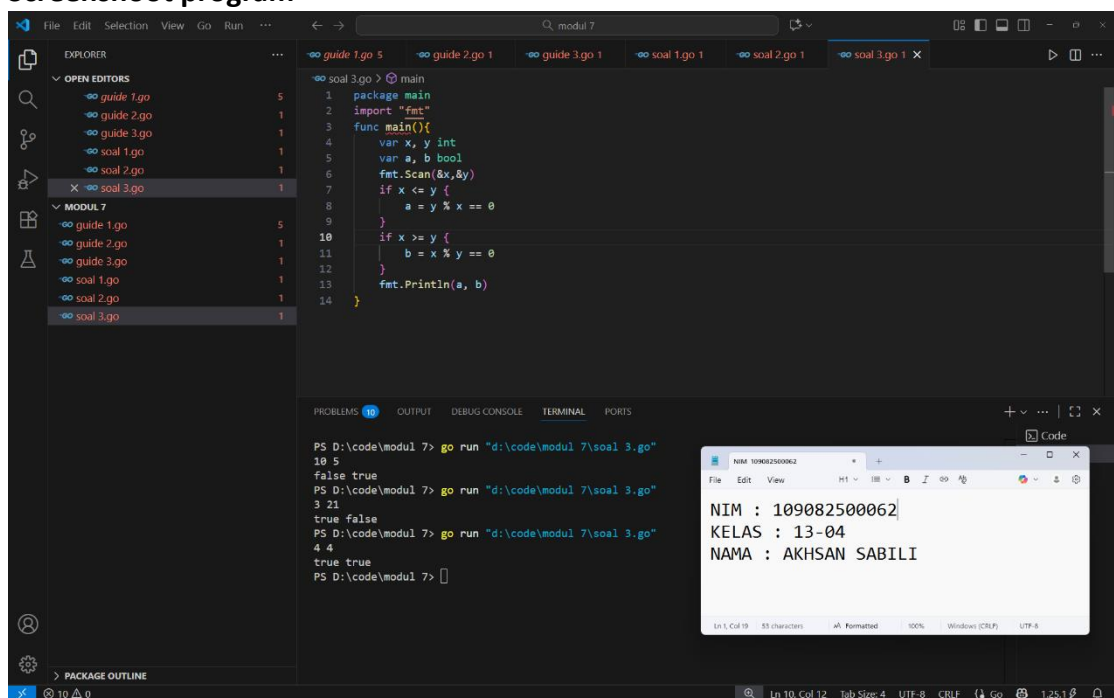 Screenshoot program
File Edit Selection View Go Run ...
modul 7
EXPLORER
OPEN EDITORS
guide 1.go 5
guide 2.go 1
guide 3.go 1
soal 1.go 1
soal 2.go 1
soal 3.go 1
MODUL 7
guide 1.go 5
guide 2.go 1
guide 3.go 1
soal 1.go 1
soal 2.go 1
soal 3.go 1
PACKAGE OUTLINE
guide 1.go 5 guide 2.go 1 guide 3.go 1 soal 1.go 1 soal 2.go 1 soal 3.go 1
soal 3.go > main
1 package main
2 import "fmt"
3 func main(){
4 var x, y int
5 var a, b bool
6 fmt.Scan(&x,&y)
7 if x <= y {
8 a = y % x == 0
9 }
10 if x >= y {
11 b = x % y == 0
12 }
13 fmt.Println(a, b)
14 }
PROBLEMS 10 OUTPUT DEBUG CONSOLE TERMINAL PORTS
Code
PS D:\code\modul 7> go run "d:\code\modul 7\soal 3.go"
10 5
false true
PS D:\code\modul 7> go run "d:\code\modul 7\soal 3.go"
3 21
true false
PS D:\code\modul 7> go run "d:\code\modul 7\soal 3.go"
4 4
true true
PS D:\code\modul 7>
NIM 109082500062
File Edit View H1 B I
NIM : 109082500062
KELAS : 13-04
NAMA : AKHSAN SABILI
Ln 1, Col 19 53 characters Formatted 100% Windows (CRLF) UTF-8
10 0 Ln 10, Col 12 Tab Size: 4 UTF-8 CRLF Go 1.25.1